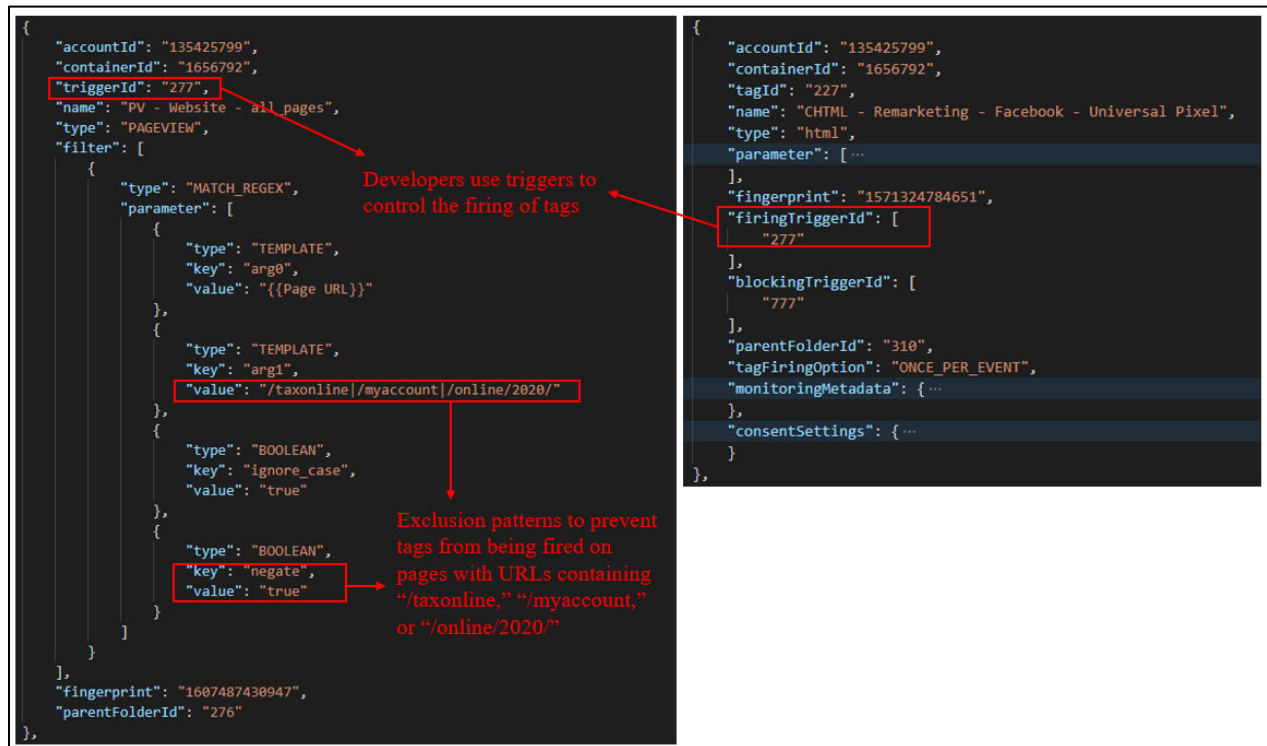 {
"accountId": "135425799",
"containerId": "1656792",
"triggerId": "277",
"name": "PV - Website - all_pages",
"type": "PAGEVIEW",
"filter": [
{
"type": "MATCH_REGEX",
"parameter": [
{
"type": "TEMPLATE",
"key": "arg0",
"value": "{{Page URL}}"
},
{
"type": "TEMPLATE",
"key": "arg1",
"value": "/taxonline|/myaccount|/online/2020/"
},
{
"type": "BOOLEAN",
"key": "ignore_case",
"value": "true"
},
{
"type": "BOOLEAN",
"key": "negate",
"value": "true"
}
]
}
],
"fingerprint": "1607487430947",
"parentFolderId": "276"
},
Developers use triggers to
control the firing of tags
Exclusion patterns to prevent
tags from being fired on
pages with URLs containing
“/taxonline,” “/myaccount,”
or “/online/2020/”
{
"accountId": "135425799",
"containerId": "1656792",
"tagId": "227",
"name": "CHTML - Remarketing - Facebook - Universal Pixel",
"type": "html",
"parameter": [ ···
],
"fingerprint": "1571324784651",
"firingTriggerId": [
"277"
],
"blockingTriggerId": [
"777"
],
"parentFolderId": "310",
"tagFiringOption": "ONCE_PER_EVENT",
"monitoringMetadata": { ···
},
"consentSettings": { ···
}
},